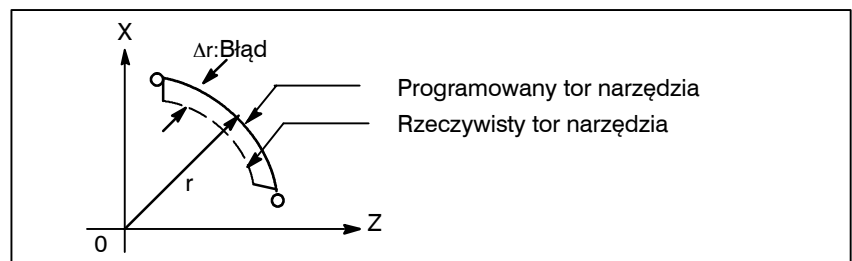 X
Δr:Błąd
Programowany tor narzędzia
Rzeczywisty tor narzędzia
r
Z
0